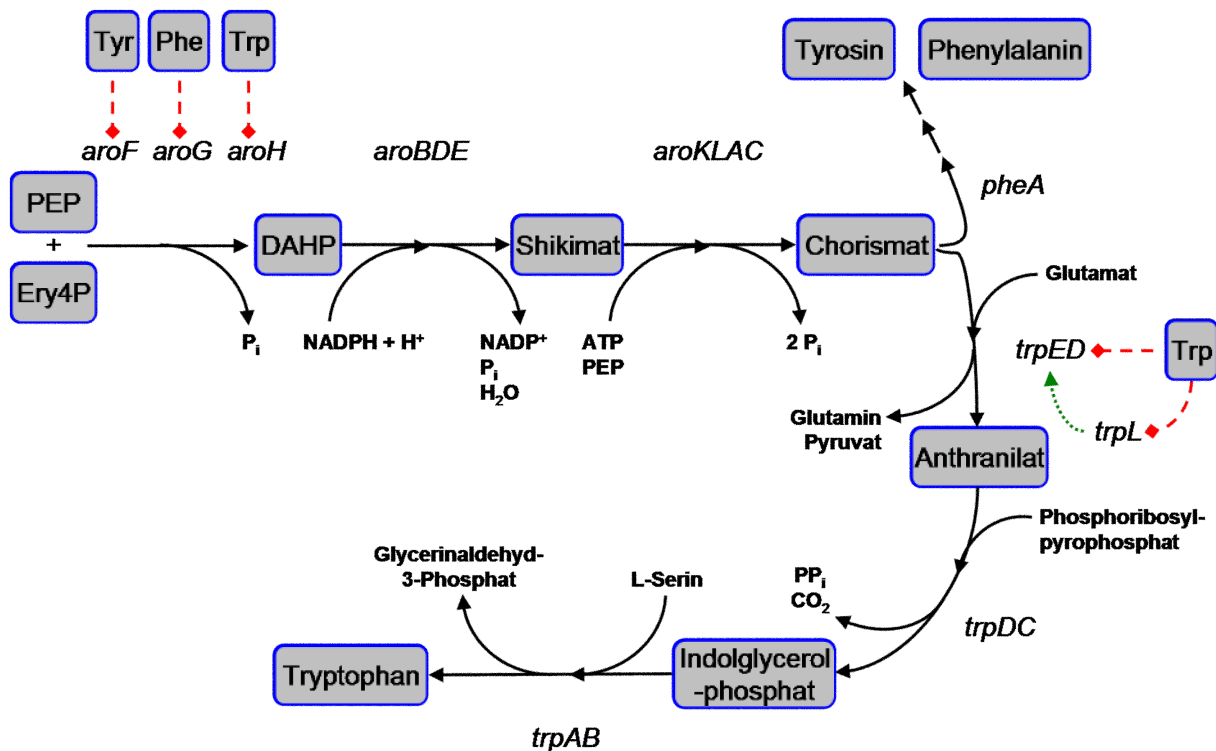 Tyr Phe Trp
Tyrosin Phenylalanin
aroF aroG aroH aroBDE aroKLAC
pheA
PEP
+
Ery4P
DAHP Shikimat Chorismat
Glutamat
Pi NADPH + H⁺ NADP⁺
Pi
H₂O
ATP
PEP
2 Pi
trpED Trp
trpL
Glutamin
Pyruvat
Anthranilat
Phosphoribosyl-
pyrophosphat
Glycerinaldehyd-
3-Phosphat
L-Serin
PPi
CO₂
trpDC
Tryptophan
Indolglycerol
-phosphat
trpAB